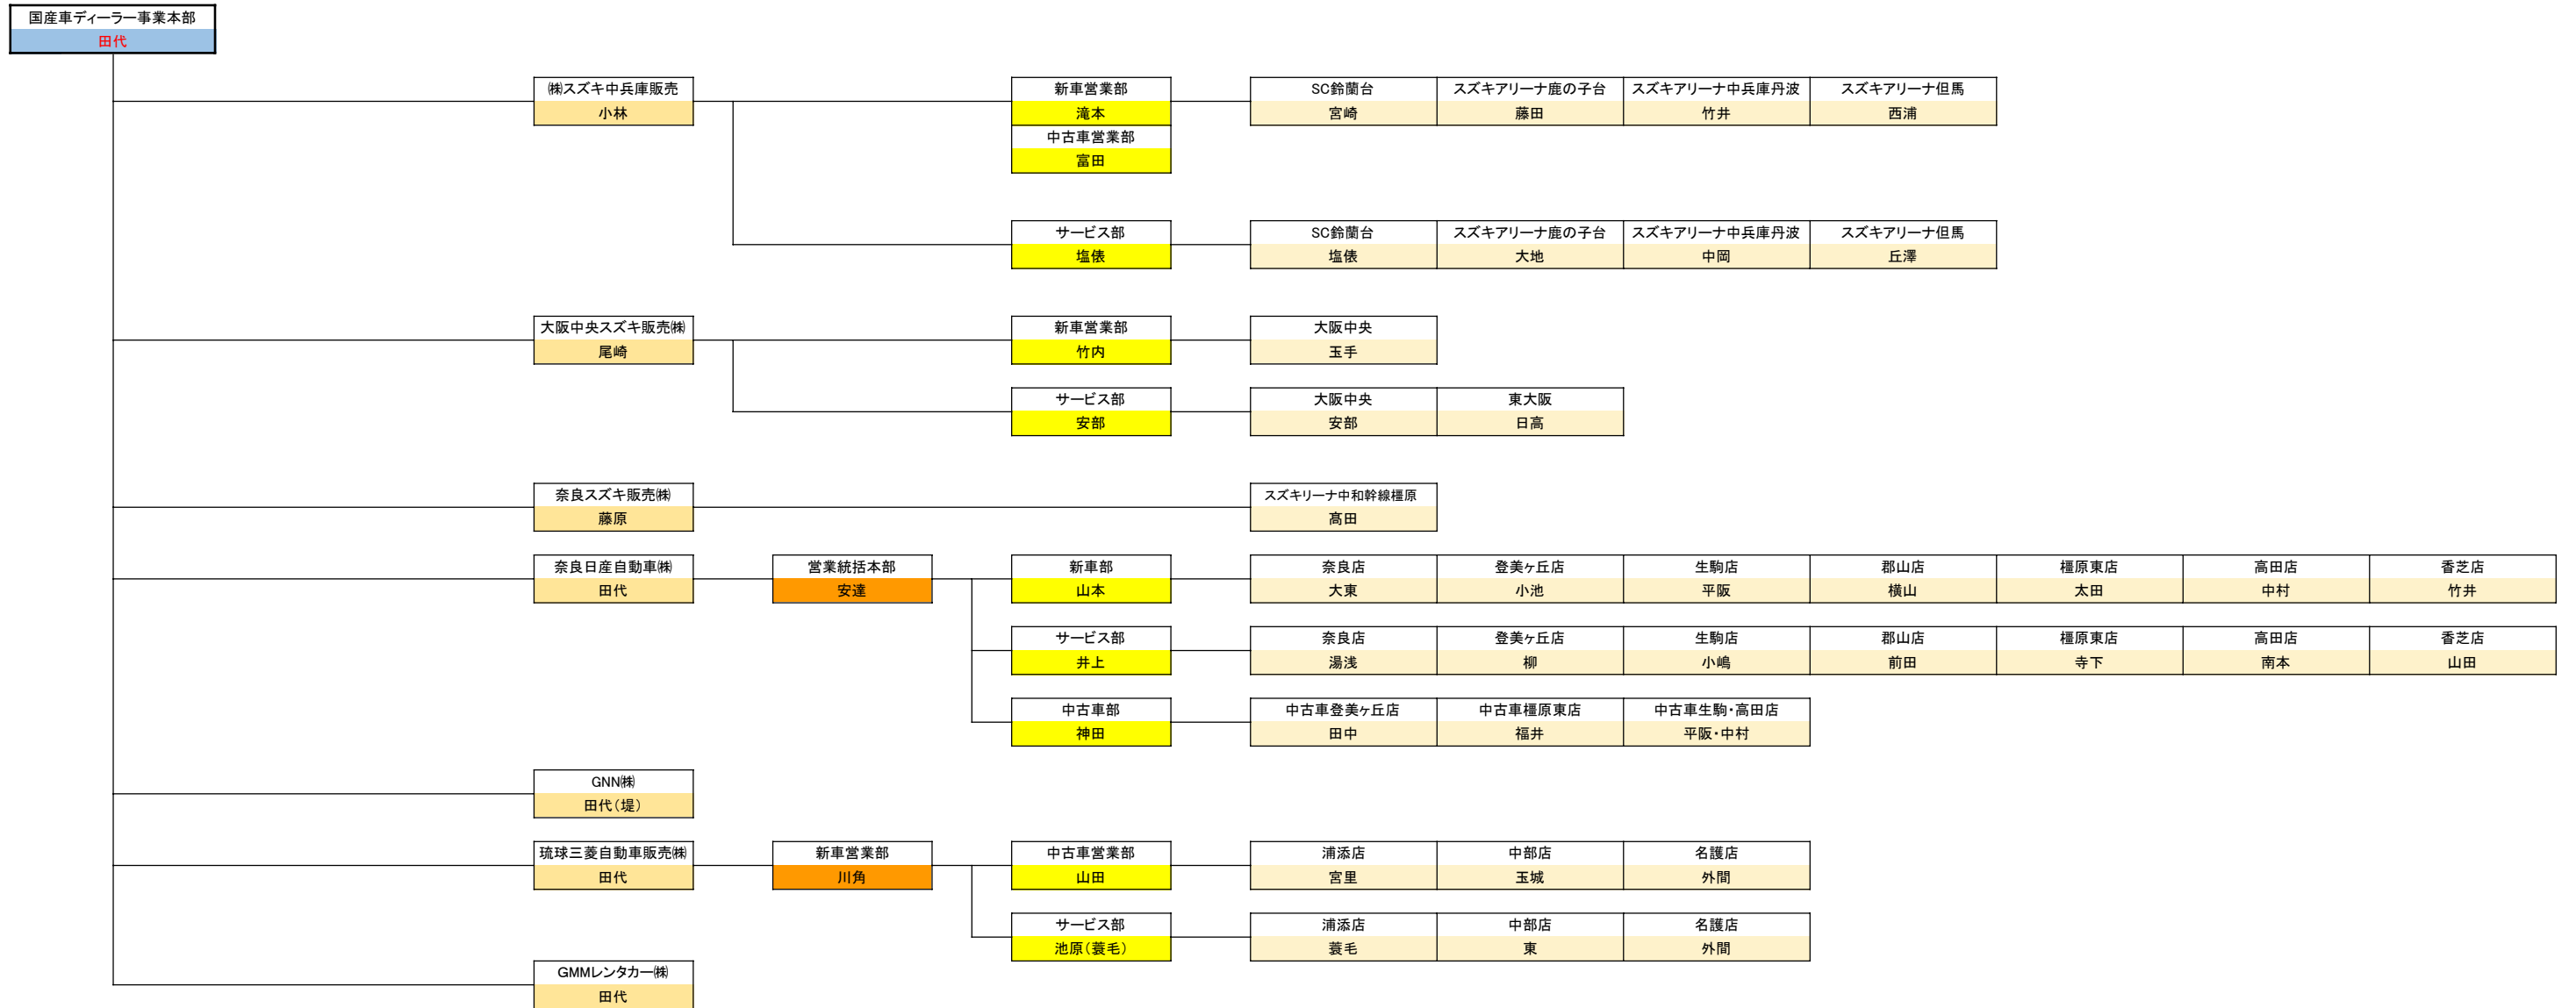 国産車ディーラー事業本部
田代
㈱スズキ中兵庫販売 新車営業部 SC鈴蘭台 スズキアリーナ鹿の子台 スズキアリーナ中兵庫丹波 スズキアリーナ但馬
小林 滝本 宮崎 藤田 竹井 西浦
中古車営業部
富田
サービス部 SC鈴蘭台 スズキアリーナ鹿の子台 スズキアリーナ中兵庫丹波 スズキアリーナ但馬
塩俵 塩俵 大地 中岡 丘澤
大阪中央スズキ販売㈱ 新車営業部 大阪中央
尾崎 竹内 玉手
サービス部 大阪中央 東大阪
安部 安部 日高
奈良スズキ販売㈱ スズキリーナ中和幹線橿原
藤原 髙田
奈良日産自動車㈱ 営業統括本部 新車部 奈良店 登美ヶ丘店 生駒店 郡山店 橿原東店 高田店 香芝店
田代 安達 山本 大東 小池 平阪 横山 太田 中村 竹井
サービス部 奈良店 登美ヶ丘店 生駒店 郡山店 橿原東店 高田店 香芝店
井上 湯浅 柳 小嶋 前田 寺下 南本 山田
中古車部 中古車登美ヶ丘店 中古車橿原東店 中古車生駒・高田店
神田 田中 福井 平阪・中村
GNN㈱
田代（堤）
琉球三菱自動車販売㈱ 新車営業部 中古車営業部 浦添店 中部店 名護店
田代 川角 山田 宮里 玉城 外間
サービス部 浦添店 中部店 名護店
池原（蓑毛） 蓑毛 東 外間
GMMレンタカー㈱
田代